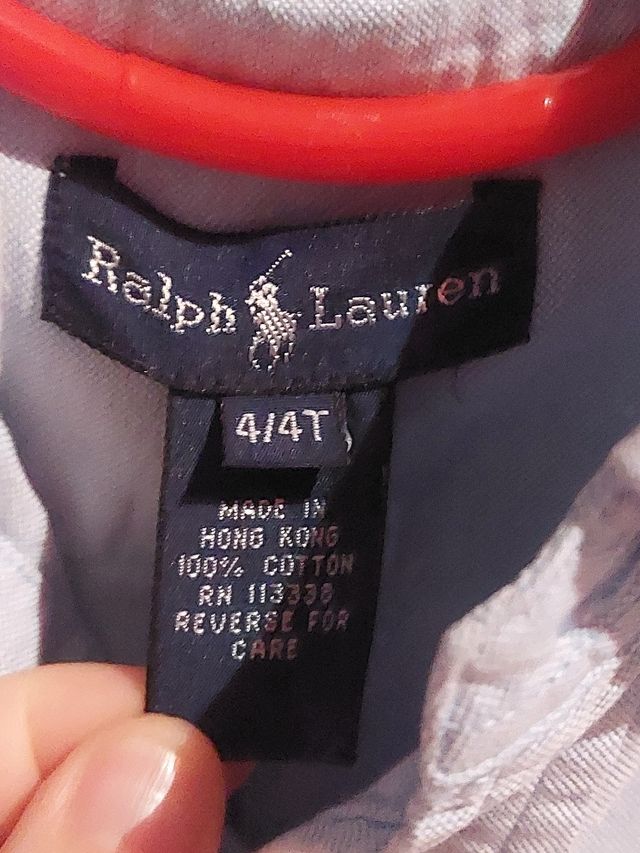 Ralph Lauren
4/4T
MADE IN
HONG KONG
100% COTTON
RN 113338
REVERSE FOR
CARE